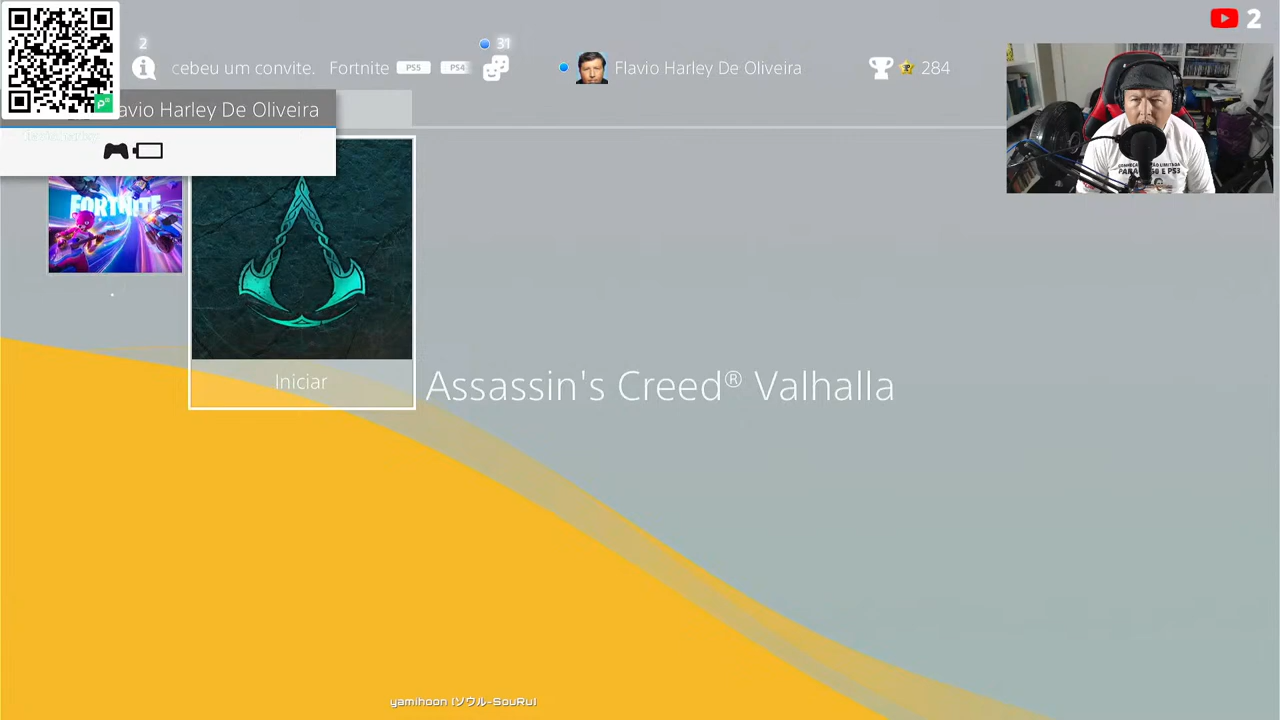 2
2
31
cebeu um convite. Fortnite PS5 PS4
Flavio Harley De Oliveira
284
avio Harley De Oliveira
FORTNITE
Iniciar
Assassin's Creed® Valhalla
yamihoon (ソウル-SouRu)